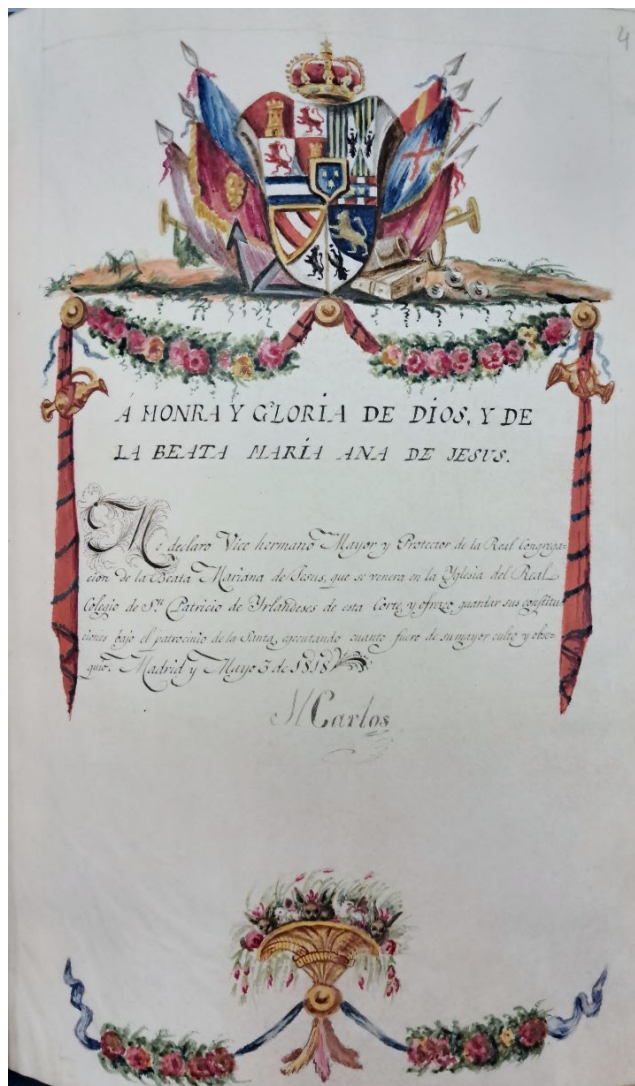 4
Á HONRA Y GLORIA DE DIOS, Y DE
LA BEATA MARÍA ANA DE JESUS.
Me declaro Vice hermano Mayor y Protector de la Real Congrega-
cion de la Beata Mariana de Jesus, que se venera en la Yglesia del Real
Colegio de Sn. Patricio de Yrlandeses de esta Corte, y ofrezco guardar sus constitu-
ciones bajo el patrocinio de la Santa, ejecutando cuanto fuere de su mayor culto y obse-
quio. Madrid y Mayo 3 de 1818
Carlos